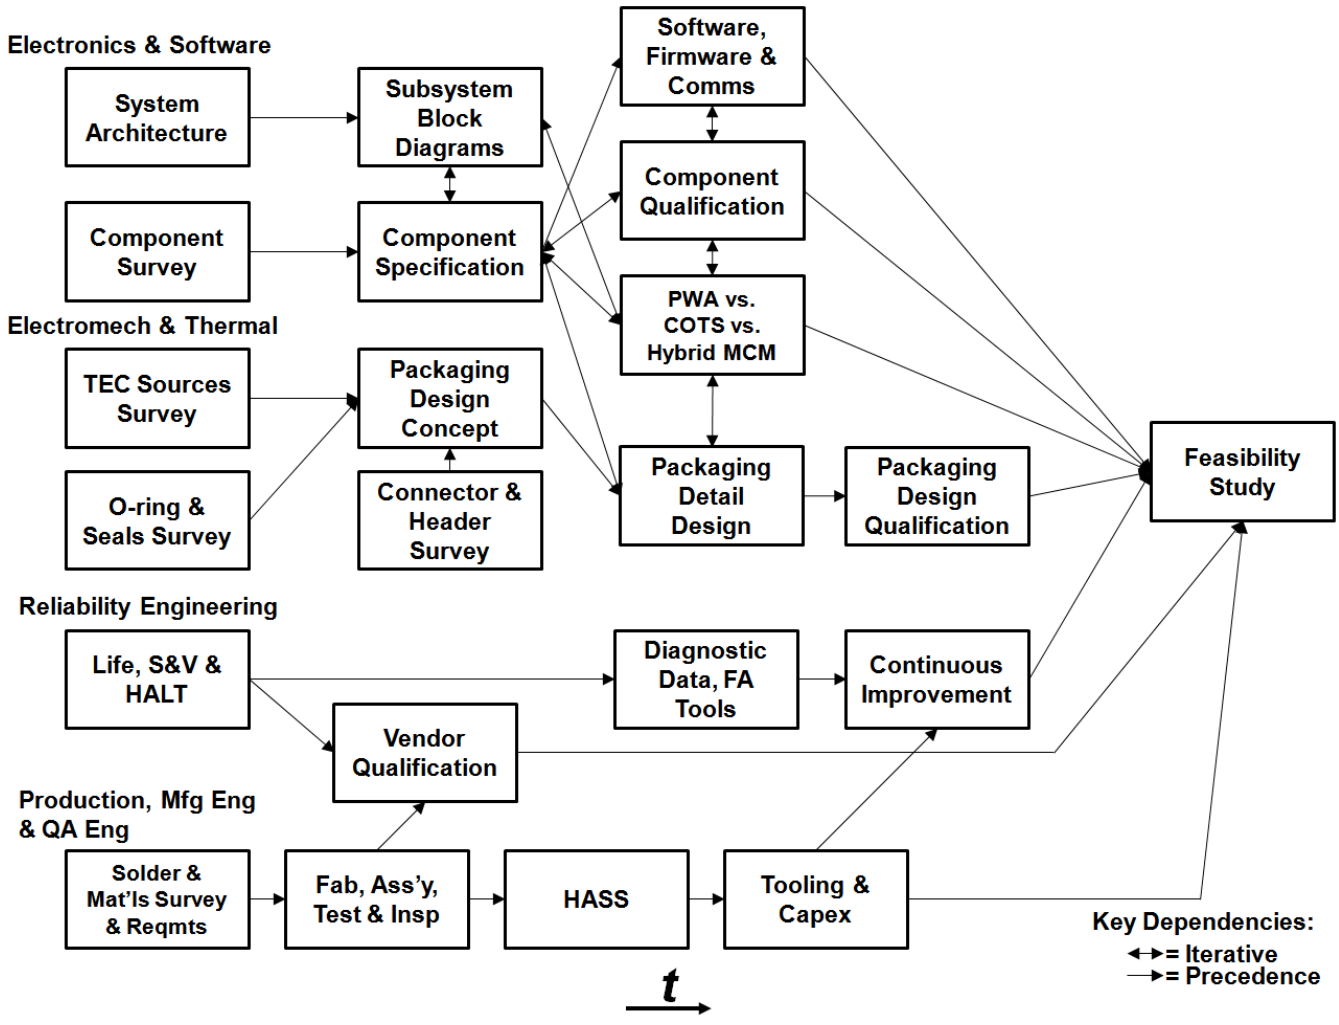 Electronics & Software
System
Architecture
Subsystem
Block
Diagrams
Software,
Firmware &
Comms
Component
Survey
Component
Specification
Component
Qualification
PWA vs.
COTS vs.
Hybrid MCM
Electromech & Thermal
TEC Sources
Survey
Packaging
Design
Concept
O-ring &
Seals Survey
Connector &
Header
Survey
Packaging
Detail
Design
Packaging
Design
Qualification
Feasibility
Study
Reliability Engineering
Life, S&V &
HALT
Diagnostic
Data, FA
Tools
Continuous
Improvement
Vendor
Qualification
Production, Mfg Eng
& QA Eng
Solder &
Mat'ls Survey
& Reqmts
Fab, Ass'y,
Test & Insp
HASS
Tooling &
Capex
Key Dependencies:
= Iterative
= Precedence
t